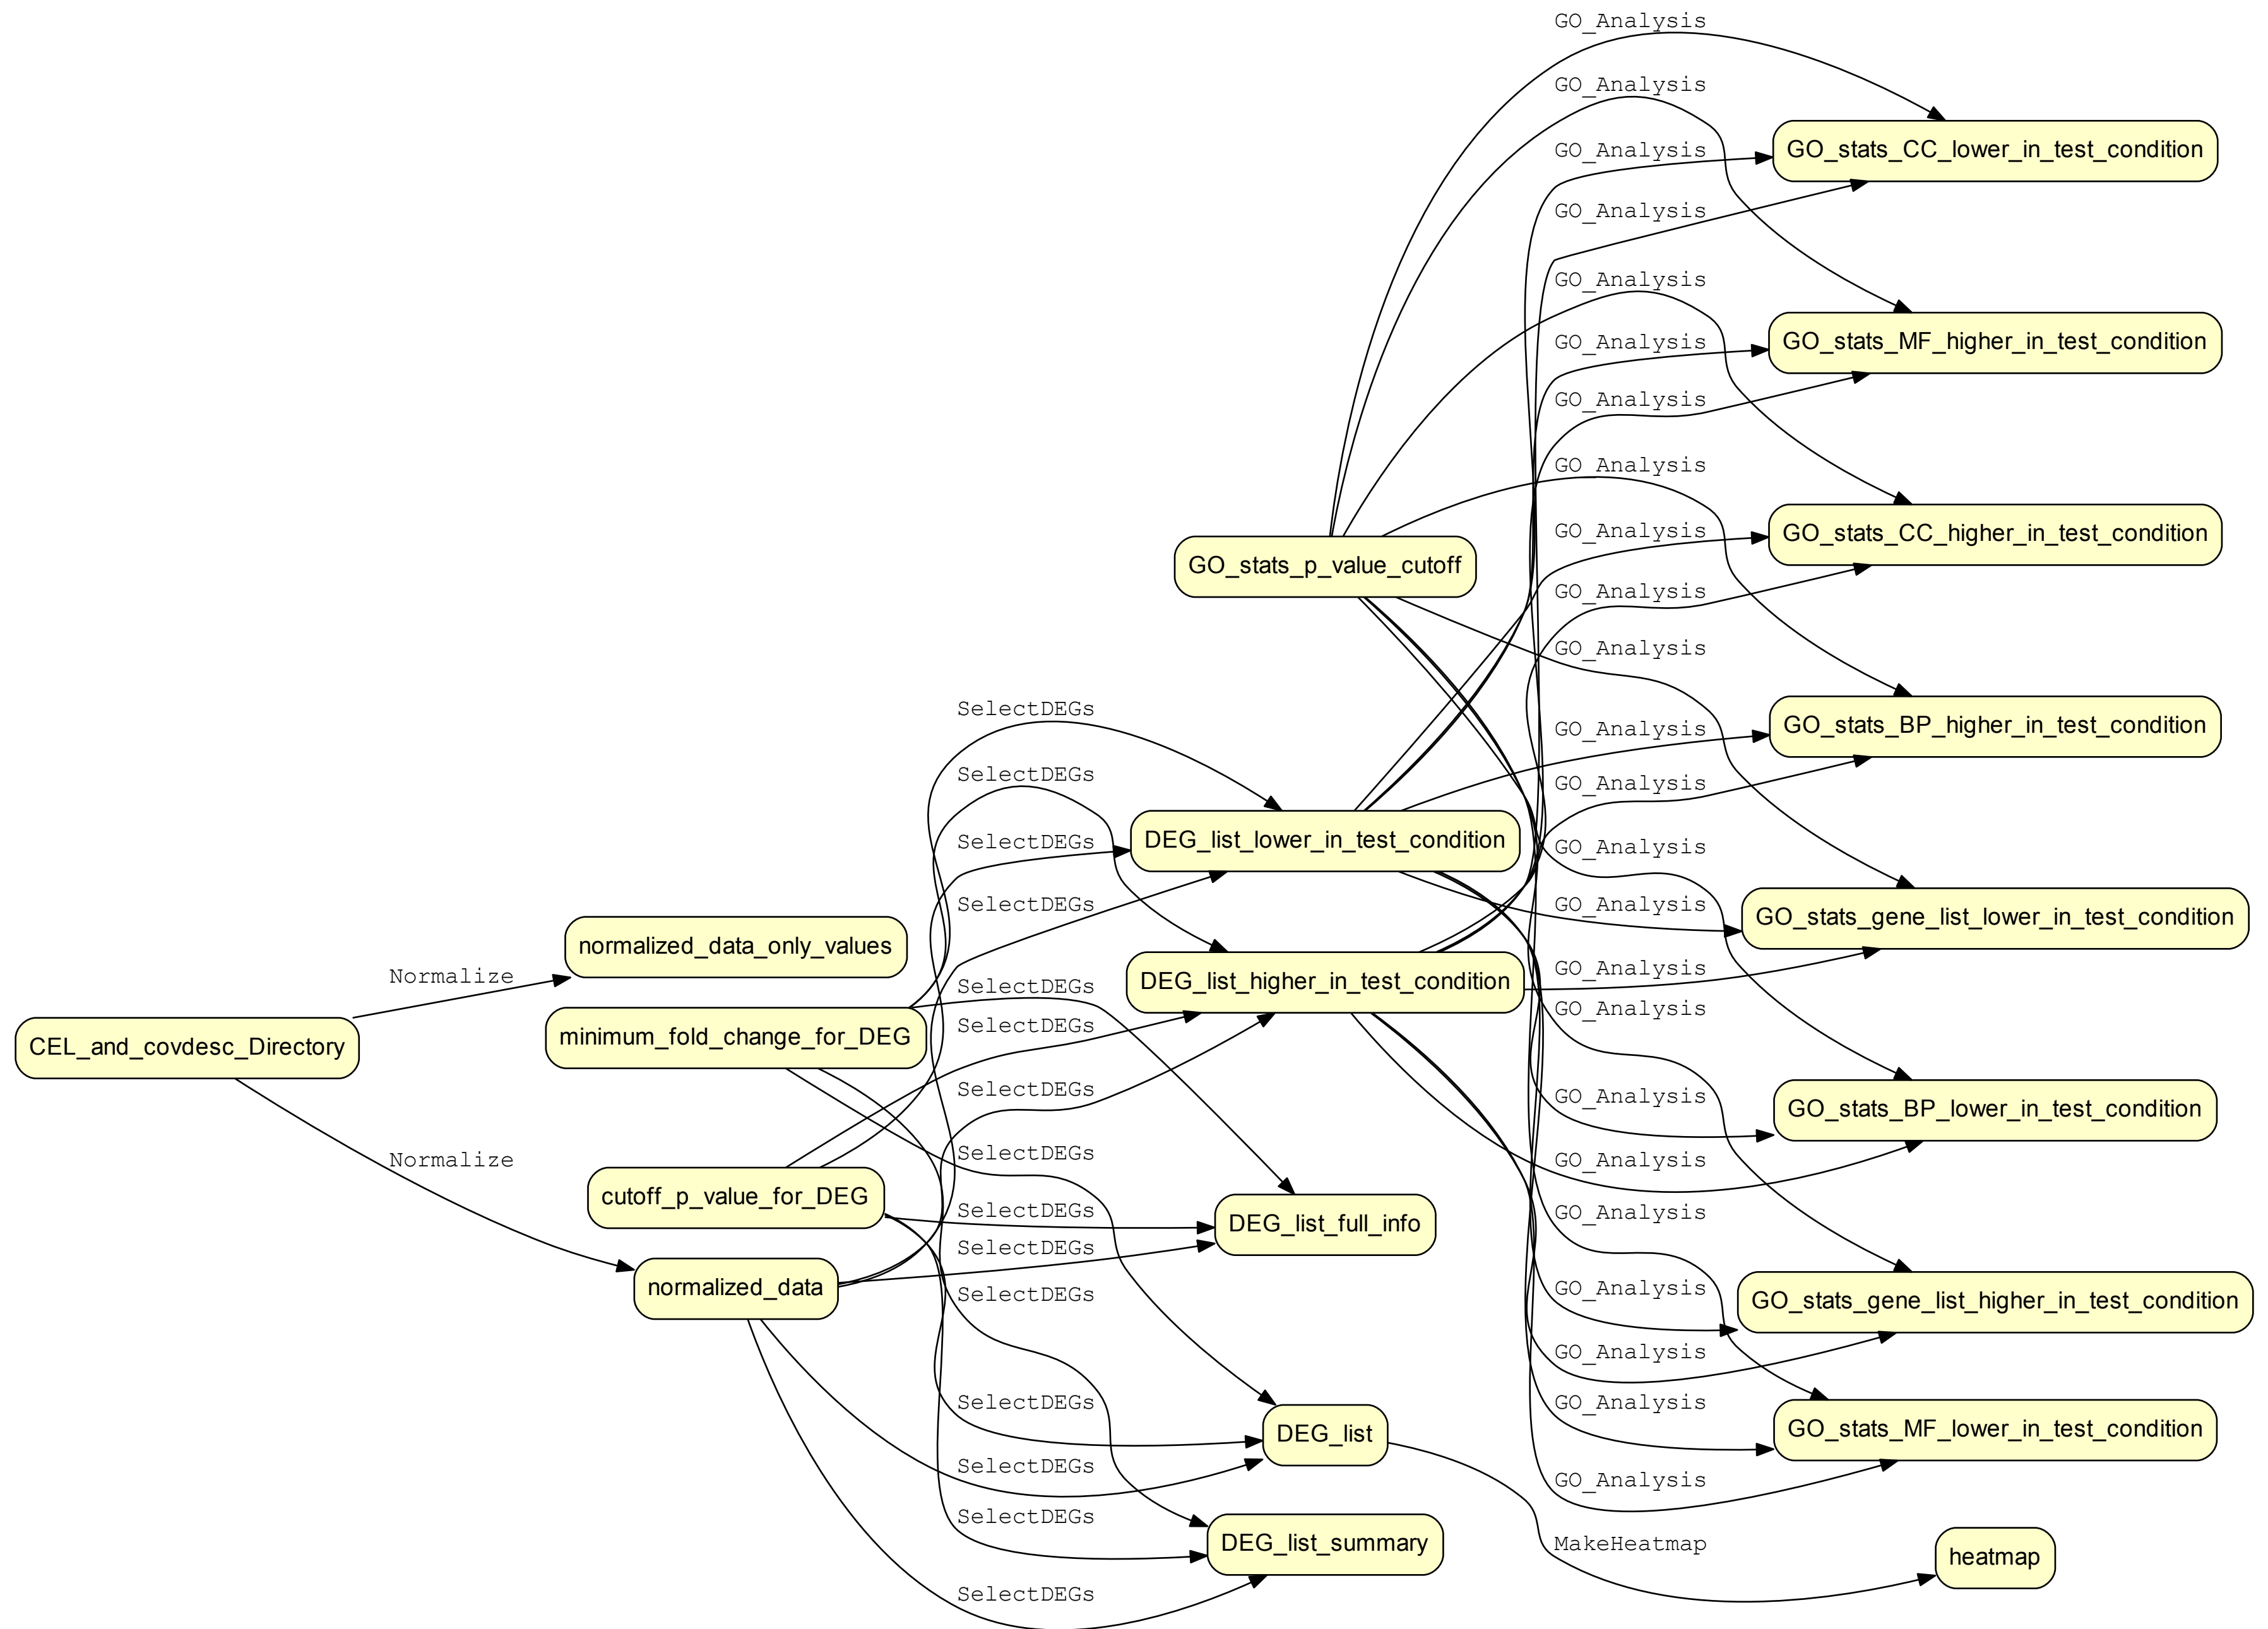 GO_Analysis
GO_Analysis
GO_Analysis
GO_stats_CC_lower_in_test_condition
GO_Analysis
GO_Analysis
GO_Analysis
GO_stats_MF_higher_in_test_condition
GO_Analysis
GO_Analysis
GO_Analysis
GO_stats_CC_higher_in_test_condition
GO_stats_p_value_cutoff
GO_Analysis
GO_Analysis
SelectDEGs
GO_Analysis
GO_stats_BP_higher_in_test_condition
SelectDEGs
GO_Analysis
SelectDEGs
DEG_list_lower_in_test_condition
GO_Analysis
SelectDEGs
GO_Analysis
GO_stats_gene_list_lower_in_test_condition
normalized_data_only_values
Normalize
SelectDEGs
DEG_list_higher_in_test_condition
GO_Analysis
GO_Analysis
SelectDEGs
minimum_fold_change_for_DEG
CEL_and_covdesc_Directory
SelectDEGs
GO_Analysis
GO_stats_BP_lower_in_test_condition
Normalize
SelectDEGs
GO_Analysis
cutoff_p_value_for_DEG
SelectDEGs
GO_Analysis
DEG_list_full_info
SelectDEGs
normalized_data
SelectDEGs
GO_Analysis
GO_stats_gene_list_higher_in_test_condition
GO_Analysis
SelectDEGs
GO_Analysis
GO_stats_MF_lower_in_test_condition
DEG_list
SelectDEGs
GO_Analysis
SelectDEGs
DEG_list_summary
MakeHeatmap
heatmap
SelectDEGs